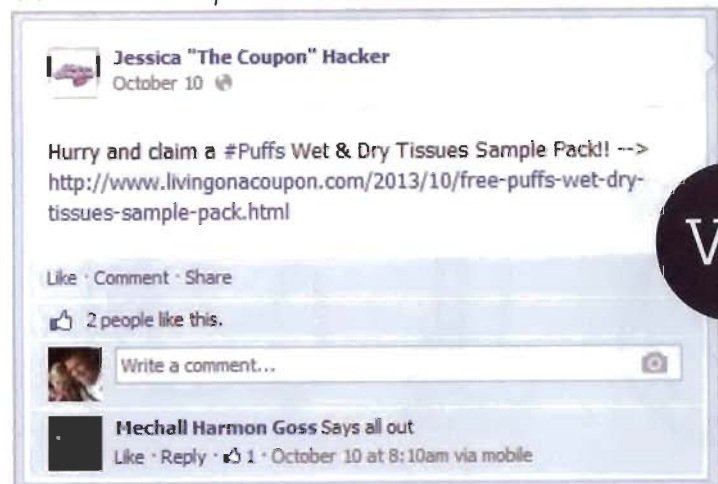 Jessica "The Coupon" Hacker
October 10
Hurry and claim a #Puffs Wet & Dry Tissues Sample Pack!! -->
http://www.livingonacoupon.com/2013/10/free-puffs-wet-dry-
tissues-sample-pack.html
V
Like · Comment · Share
2 people like this.
Write a comment...
Mechall Harmon Goss Says all out
Like · Reply · 1 · October 10 at 8:10am via mobile